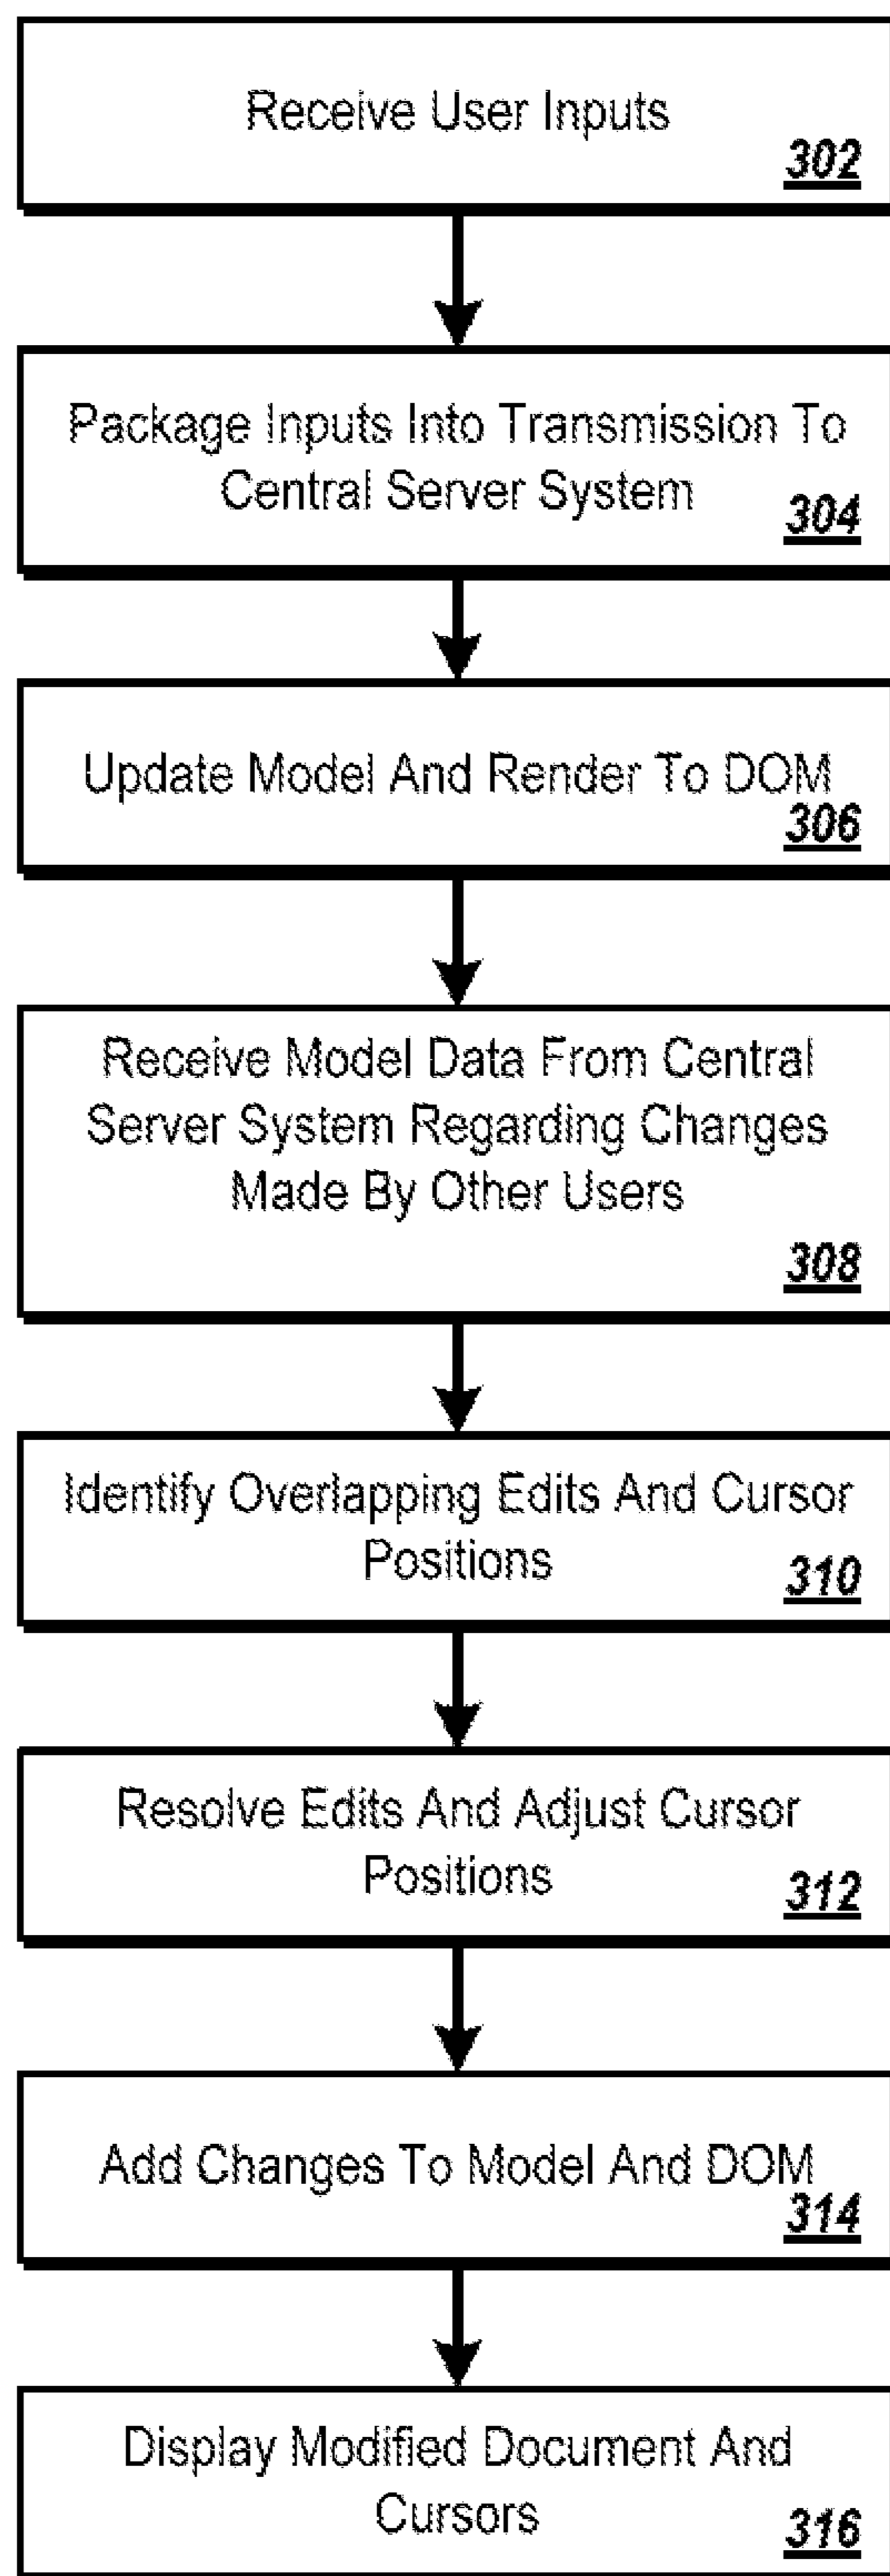 Receive User Inputs
302
Package Inputs Into Transmission To
Central Server System
304
Update Model And Render To DOM
306
Receive Model Data From Central
Server System Regarding Changes
Made By Other Users
308
Identify Overlapping Edits And Cursor
Positions
310
Resolve Edits And Adjust Cursor
Positions
312
Add Changes To Model And DOM
314
Display Modified Document And
Cursors
316